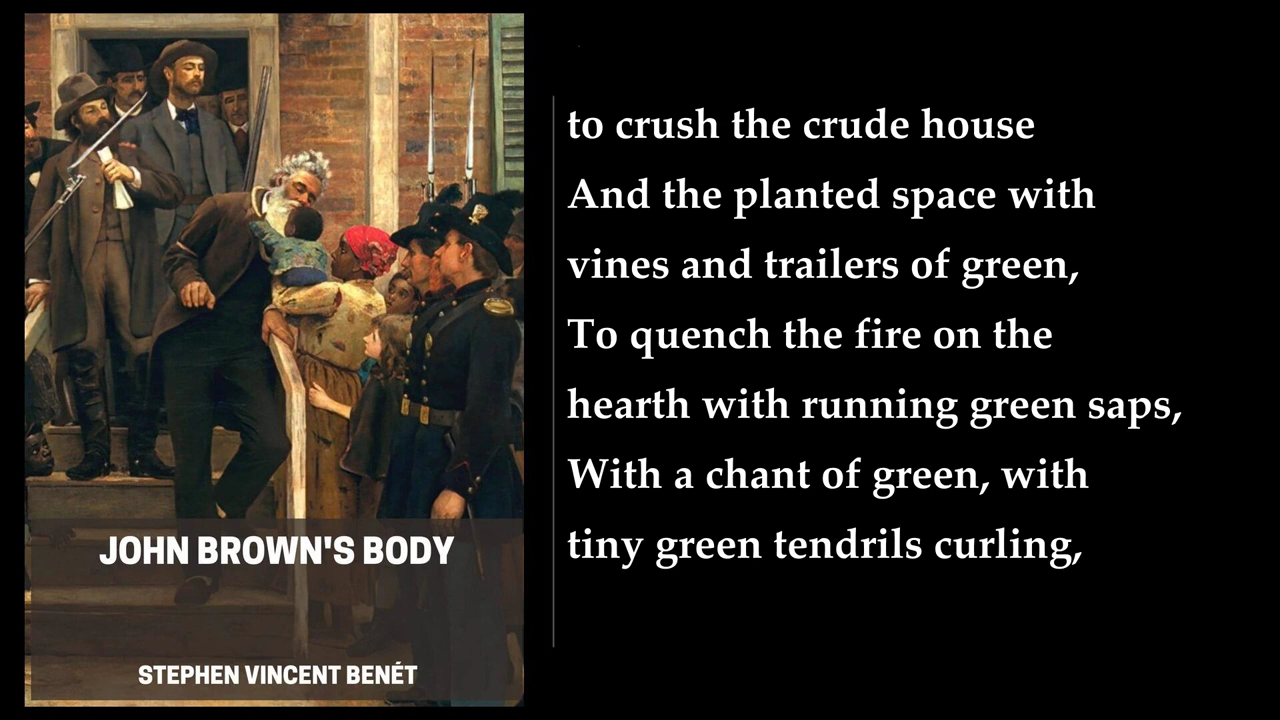 to crush the crude house
And the planted space with
vines and trailers of green,
To quench the fire on the
hearth with running green saps,
With a chant of green, with
tiny green tendrils curling,
JOHN BROWN'S BODY
STEPHEN VINCENT BENÉT